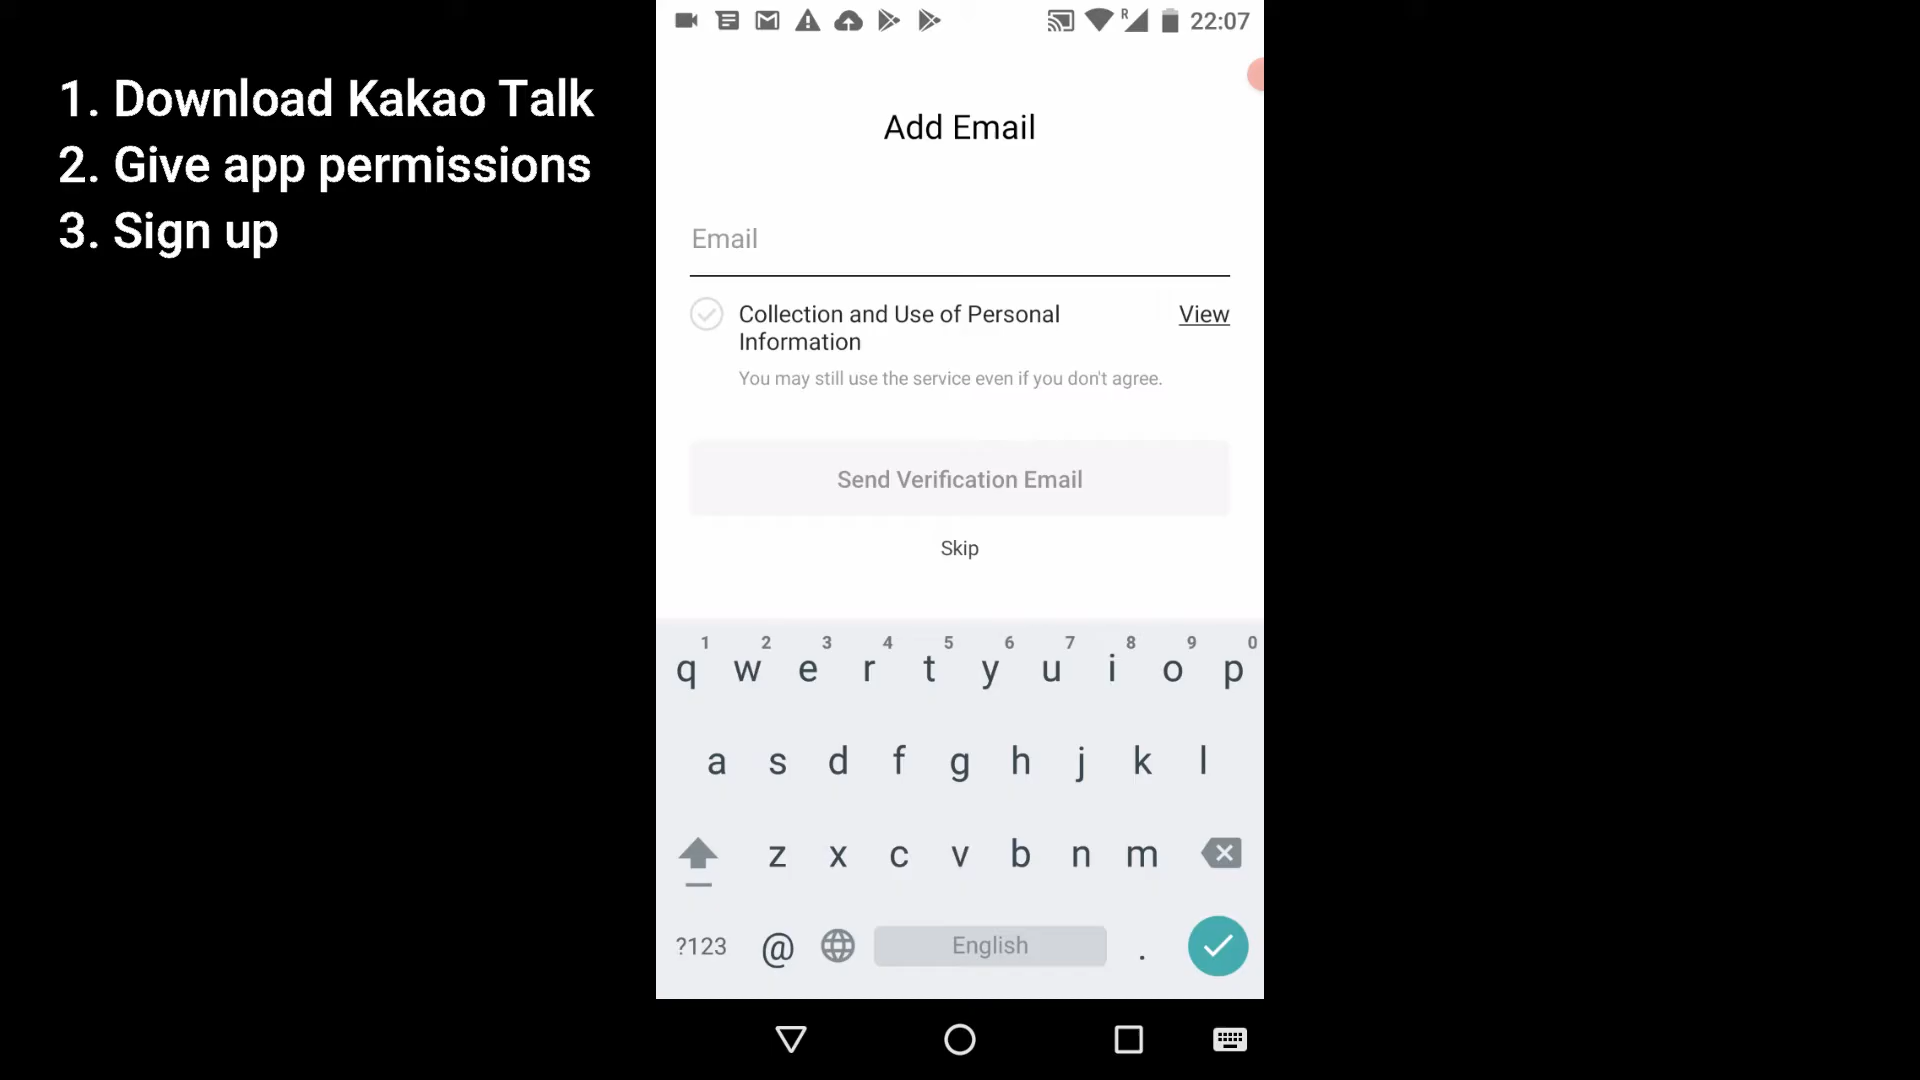 1. Download Kakao Talk
2. Give app permissions
3. Sign up
R 22:07
Add Email
Email
Collection and Use of Personal View
Information
You may still use the service even if you don't agree.
Send Verification Email
Skip
1 2 3 4 5 6 7 8 9 0
q w e r t y u i o p
a s d f g h j k l
z x c v b n m
?123 @ English .